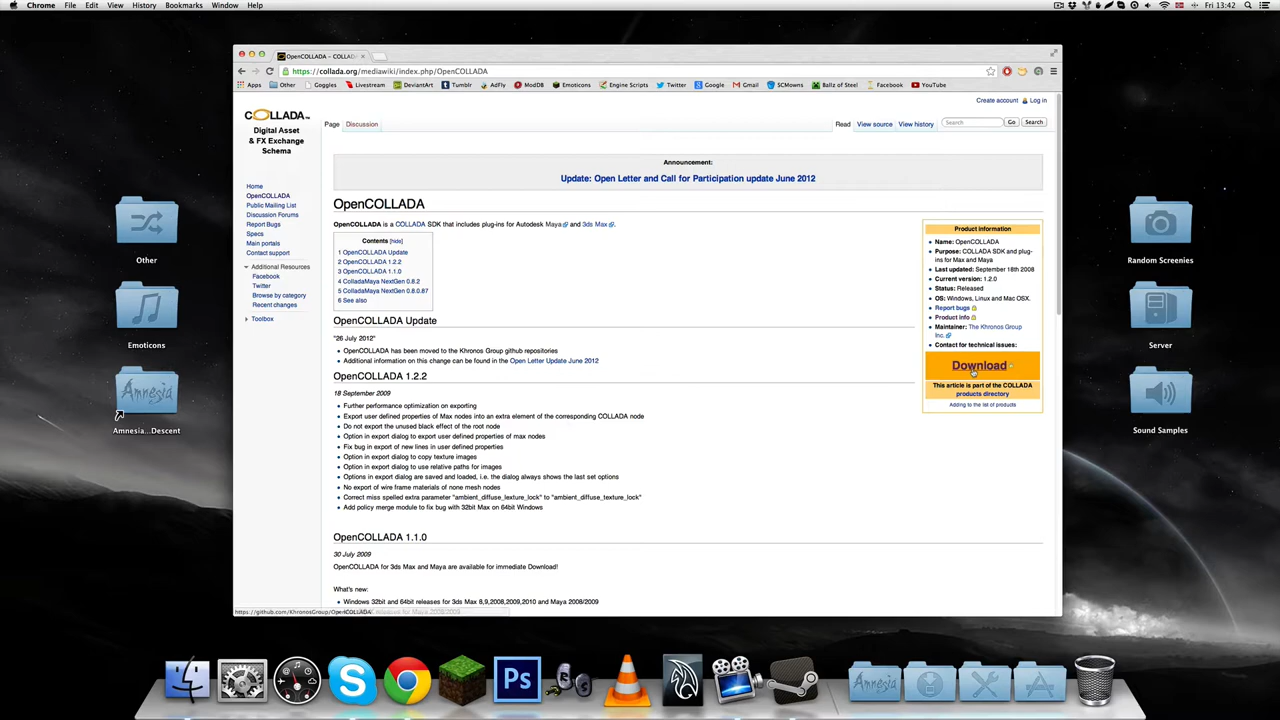 Chrome File Edit View History Bookmarks Window Help
Fri 13:42
OpenCOLLADA – COLLADA
https://collada.org/mediawiki/index.php/OpenCOLLADA
Apps Other Goggles Livestream DeviantArt Tumblr AdFly ModDB Emoticons Engine Scripts Twitter Google Gmail SCMowns Ballz of Steel Facebook YouTube
Create account Log in
COLLADA™
Digital Asset
& FX Exchange
Schema
Page Discussion
Read View source View history Search Go Search
Home
OpenCOLLADA
Public Mailing List
Discussion Forums
Report Bugs
Specs
Main portals
Contact support
Additional Resources
Facebook
Twitter
Browse by category
Recent changes
Toolbox
Announcement:
Update: Open Letter and Call for Participation update June 2012
OpenCOLLADA
OpenCOLLADA is a COLLADA SDK that includes plug-ins for Autodesk Maya and 3ds Max.
Contents [hide]
1 OpenCOLLADA Update
2 OpenCOLLADA 1.2.2
3 OpenCOLLADA 1.1.0
4 ColladaMaya NextGen 0.8.2
5 ColladaMaya NextGen 0.8.0.87
6 See also
OpenCOLLADA Update
"26 July 2012"
OpenCOLLADA has been moved to the Khronos Group github repositories
Additional information on this change can be found in the Open Letter Update June 2012
OpenCOLLADA 1.2.2
18 September 2009
Further performance optimization on exporting
Export user defined properties of Max nodes into an extra element of the corresponding COLLADA node
Do not export the unused black effect of the root node
Option in export dialog to export user defined properties of max nodes
Fix bug in export of new lines in user defined properties
Option in export dialog to copy texture images
Option in export dialog to use relative paths for images
Options in export dialog are saved and loaded, i.e. the dialog always shows the last set options
No export of wire frame materials of none mesh nodes
Correct miss spelled extra parameter "ambient_diffuse_lexture_lock" to "ambient_diffuse_texture_lock"
Add policy merge module to fix bug with 32bit Max on 64bit Windows
OpenCOLLADA 1.1.0
30 July 2009
OpenCOLLADA for 3ds Max and Maya are available for immediate Download!
What's new:
Windows 32bit and 64bit releases for 3ds Max 8,9,2008,2009,2010 and Maya 2008/2009
https://github.com/KhronosGroup/OpenCOLLADA
Product Information
Name: OpenCOLLADA
Purpose: COLLADA SDK and plug-
ins for Max and Maya
Last updated: September 18th 2008
Current version: 1.2.0
Status: Released
OS: Windows, Linux and Mac OSX.
Report bugs
Product Info
Maintainer: The Khronos Group
Inc.
Contact for technical issues:
Download
This article is part of the COLLADA
products directory
Adding to the list of products
Other
Emoticons
Amnesia
Amnesia...Descent
Random Screenies
Server
Sound Samples
Ps
Amnesia